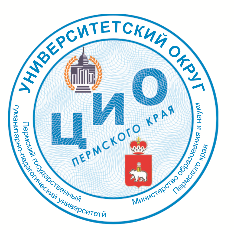 УНИВЕРСИТЕТСКИЙ ОКРУГ
ЦИО
ПЕРМСКОГО КРАЯ
Пермский государственный
гуманитарно-педагогический университет
Министерство образования и науки
Пермского края